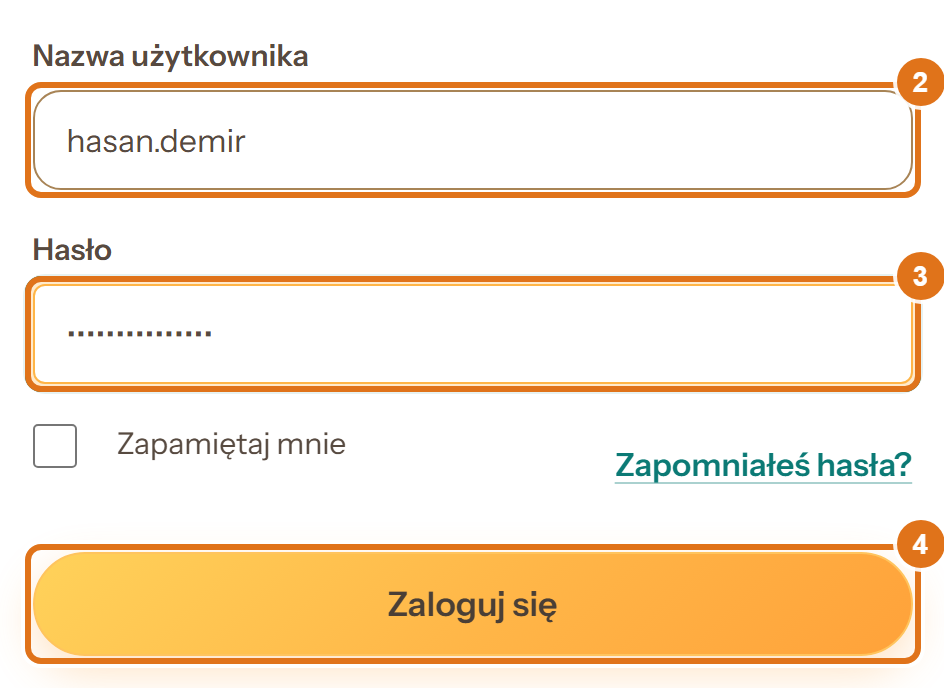 Nazwa użytkownika
2
hasan.demir
Hasło
3
•••••••••••••••
Zapamiętaj mnie
Zapomniałeś hasła?
4
Zaloguj się